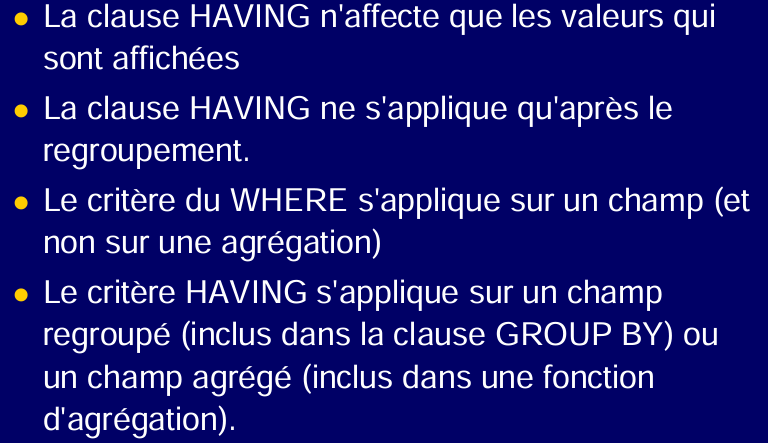 • La clause HAVING n'affecte que les valeurs qui
sont affichées
• La clause HAVING ne s'applique qu'après le
regroupement.
• Le critère du WHERE s'applique sur un champ (et
non sur une agrégation)
• Le critère HAVING s'applique sur un champ
regroupé (inclus dans la clause GROUP BY) ou
un champ agrégé (inclus dans une fonction
d'agrégation).